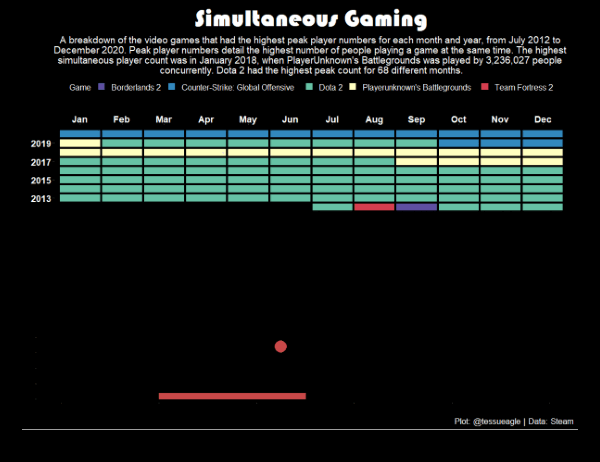 Simultaneous Gaming
A breakdown of the video games that had the highest peak player numbers for each month and year, from July 2012 to
December 2020. Peak player numbers detail the highest number of people playing a game at the same time. The highest
simultaneous player count was in January 2018, when PlayerUnknown's Battlegrounds was played by 3,236,027 people
concurrently. Dota 2 had the highest peak count for 68 different months.
Game Borderlands 2 Counter-Strike: Global Offensive Dota 2 Playerunknown's Battlegrounds Team Fortress 2
Jan Feb Mar Apr May Jun Jul Aug Sep Oct Nov Dec
2019
2017
2015
2013
Plot: @tessueagle | Data: Steam